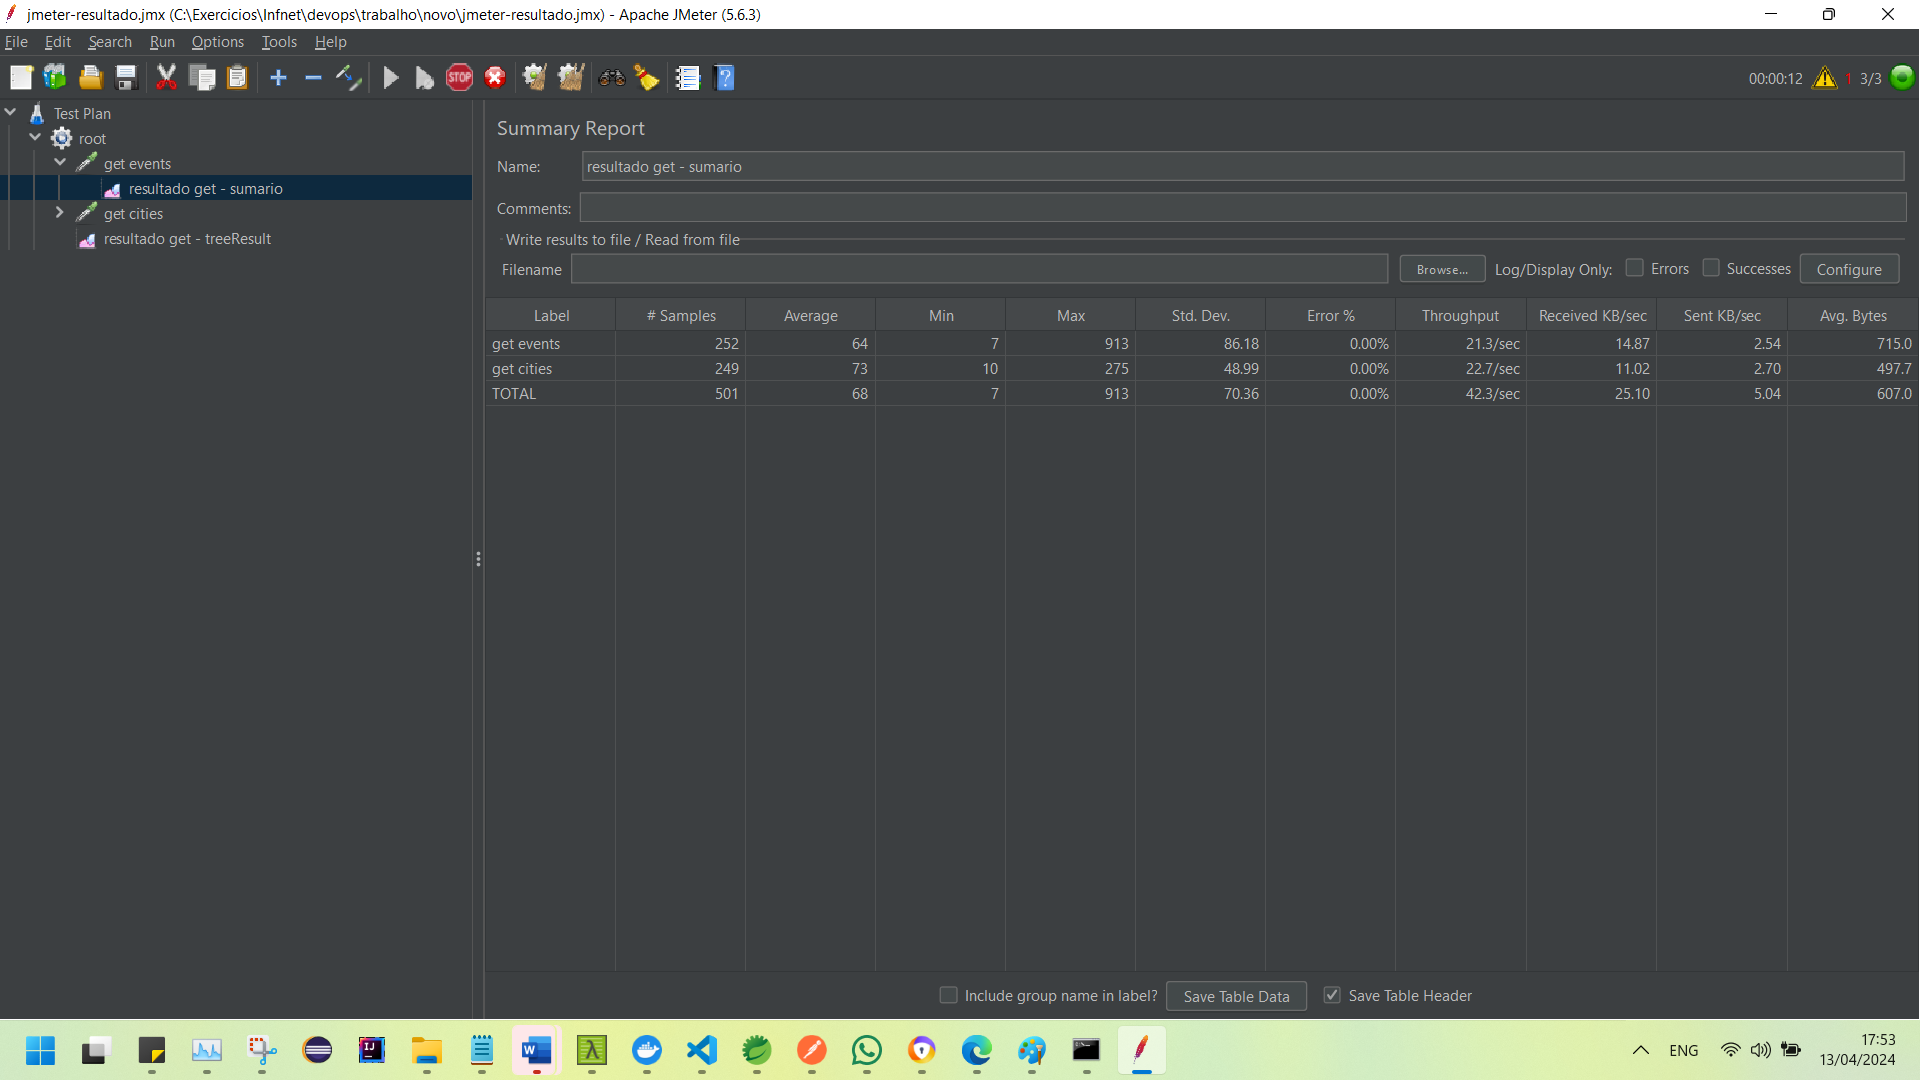 jmeter-resultado.jmx (C:\Exercicios\Infnet\devops\trabalho\novo\jmeter-resultado.jmx) - Apache JMeter (5.6.3)
File Edit Search Run Options Tools Help
STOP 00:00:12 1 3/3
Test Plan
root
get events
resultado get - sumario
get cities
resultado get - treeResult
Summary Report
Name: resultado get - sumario
Comments:
Write results to file / Read from file
Filename Browse... Log/Display Only: Errors Successes Configure
Label # Samples Average Min Max Std. Dev. Error % Throughput Received KB/sec Sent KB/sec Avg. Bytes
get events 252 64 7 913 86.18 0.00% 21.3/sec 14.87 2.54 715.0
get cities 249 73 10 275 48.99 0.00% 22.7/sec 11.02 2.70 497.7
TOTAL 501 68 7 913 70.36 0.00% 42.3/sec 25.10 5.04 607.0
Include group name in label? Save Table Data Save Table Header
IJ W λ ENG 17:53
13/04/2024